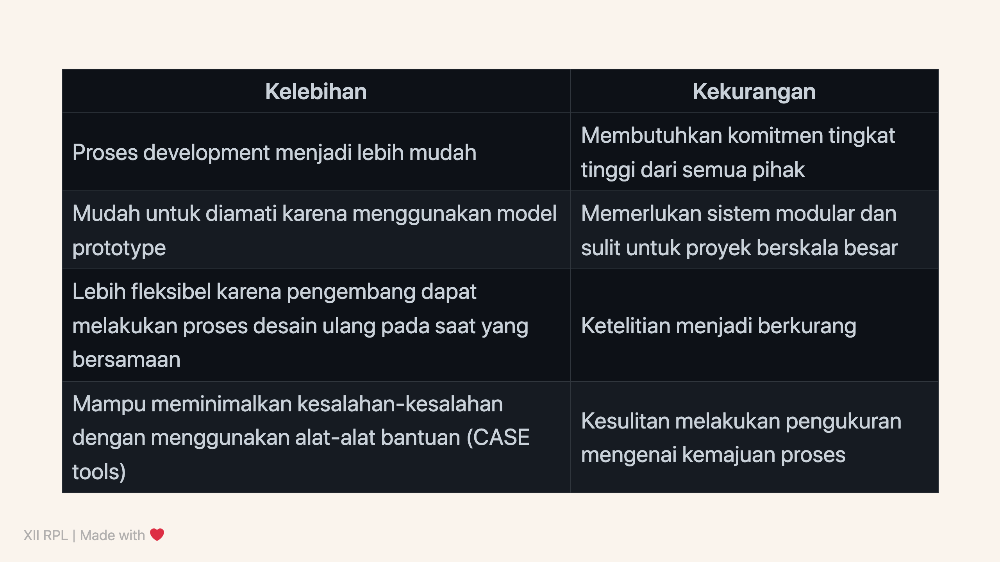 Kelebihan
Kekurangan
Proses development menjadi lebih mudah
Membutuhkan komitmen tingkat
tinggi dari semua pihak
Mudah untuk diamati karena menggunakan model
prototype
Memerlukan sistem modular dan
sulit untuk proyek berskala besar
Lebih fleksibel karena pengembang dapat
melakukan proses desain ulang pada saat yang
bersamaan
Ketelitian menjadi berkurang
Mampu meminimalkan kesalahan-kesalahan
dengan menggunakan alat-alat bantuan (CASE
tools)
Kesulitan melakukan pengukuran
mengenai kemajuan proses
XII RPL | Made with ❤️